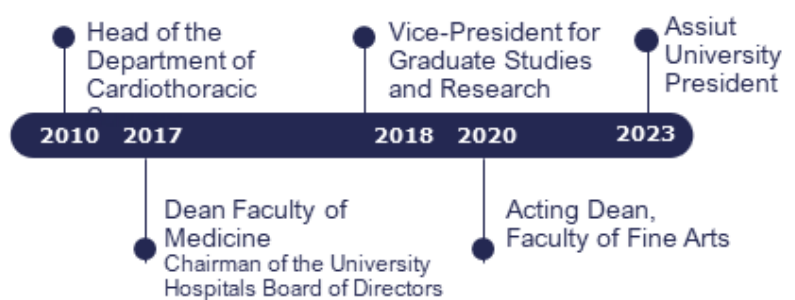 Head of the
Department of
Cardiothoracic
Vice-President for
Graduate Studies
and Research
Assiut
University
President
2010 2017 2018 2020 2023
Dean Faculty of
Medicine
Chairman of the University
Hospitals Board of Directors
Acting Dean,
Faculty of Fine Arts